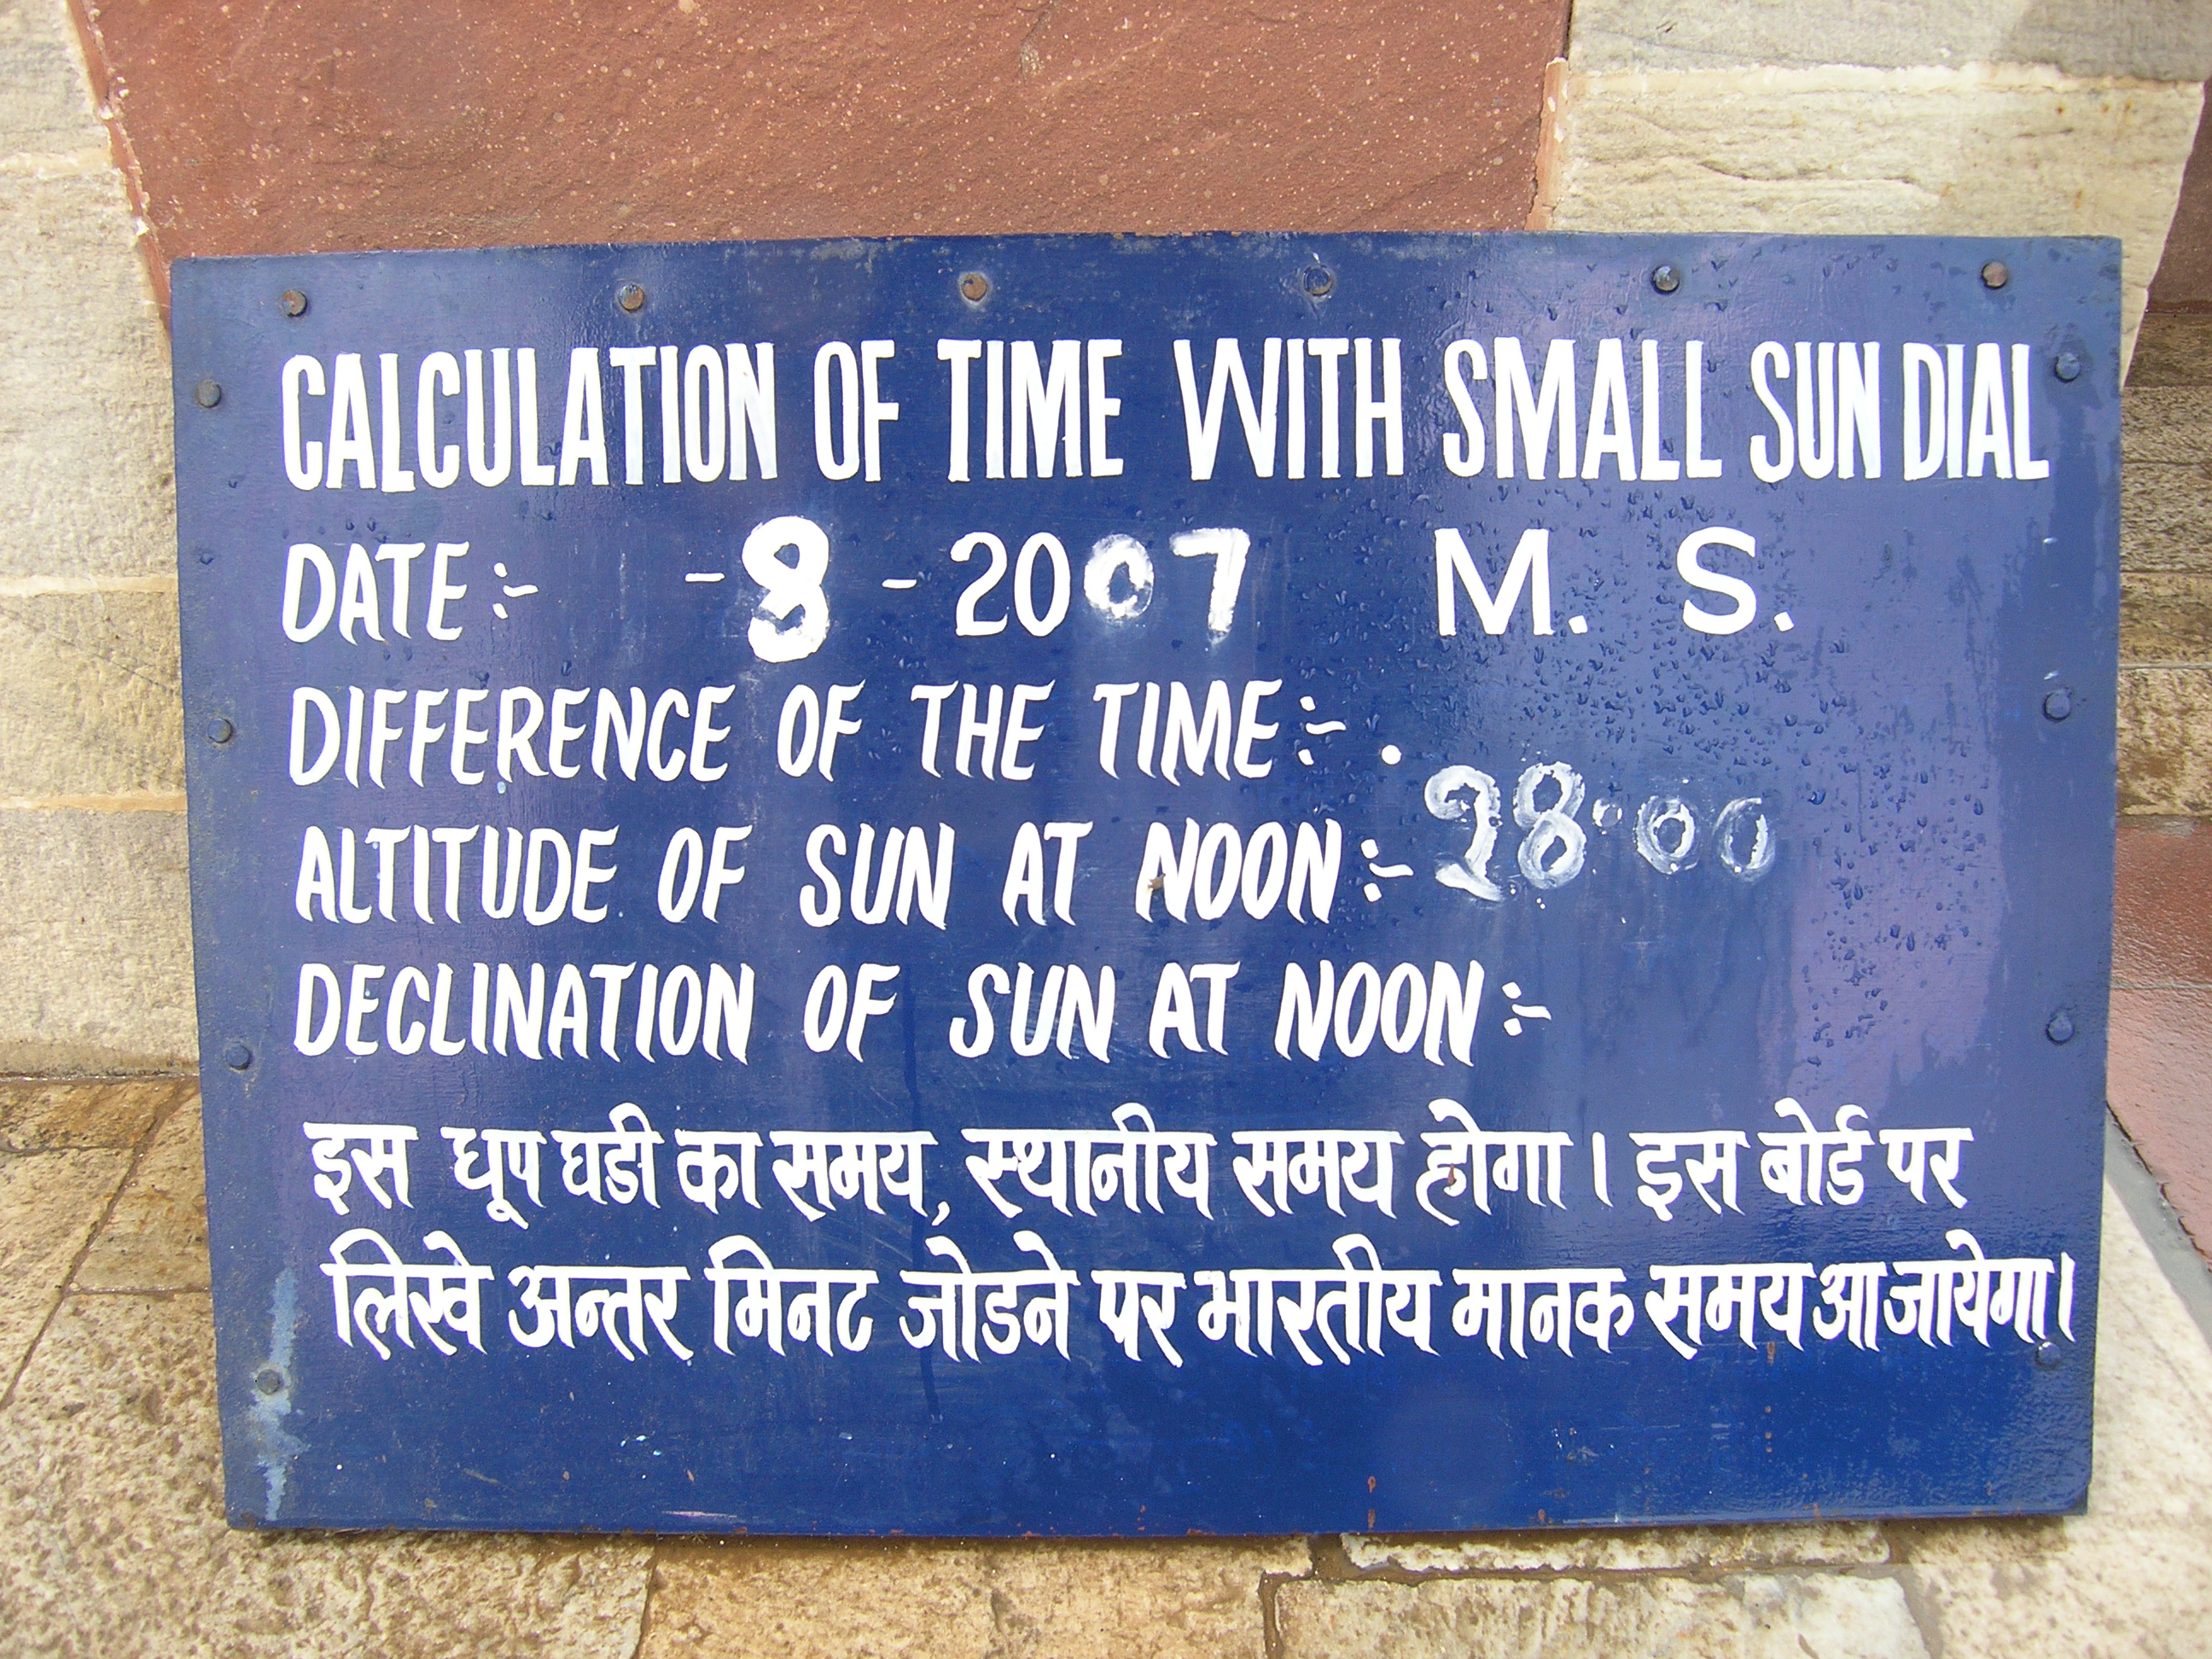 CALCULATION OF TIME WITH SMALL SUN DIAL
DATE :- -8 - 2007 M. S.
DIFFERENCE OF THE TIME :- .
28.00
ALTITUDE OF SUN AT NOON :-
DECLINATION OF SUN AT NOON :-
इस धूप घडी का समय, स्थानीय समय होगा। इस बोर्ड पर
लिखे अन्तर मिनट जोडने पर भारतीय मानक समय आ जायेगा।